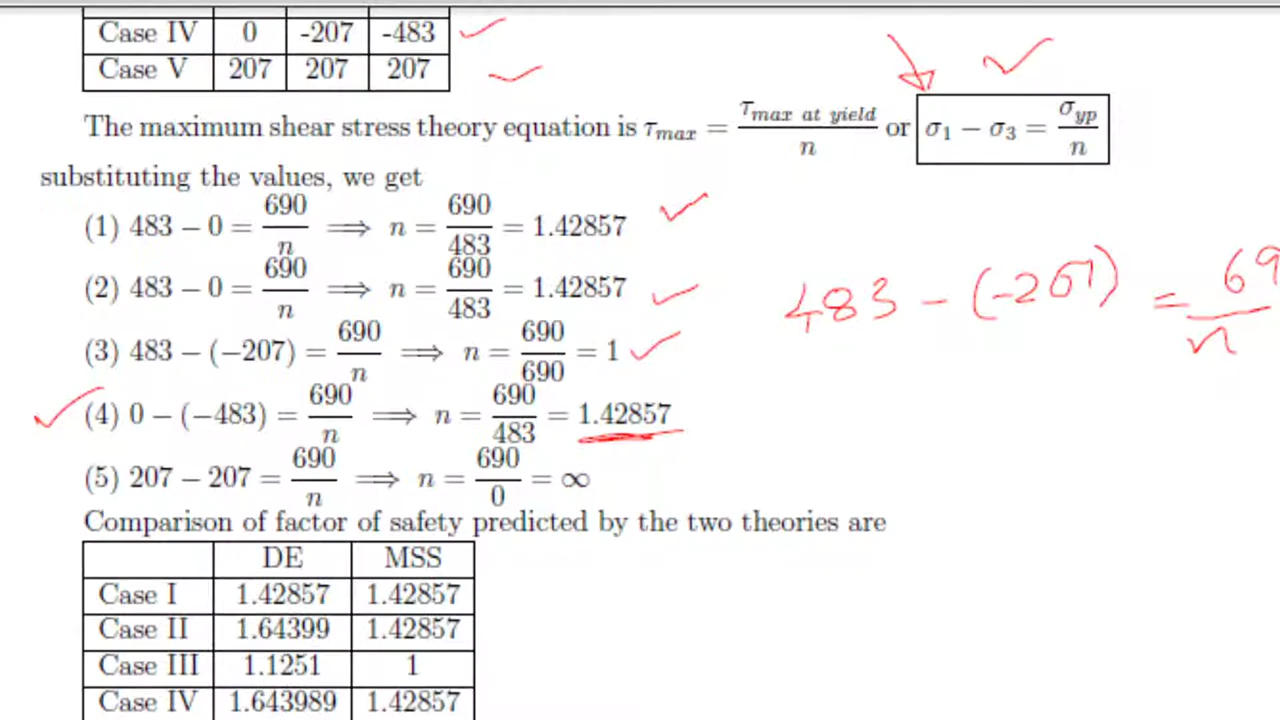 Case IV 0 -207 -483
Case V 207 207 207
The maximum shear stress theory equation is τmax = τmax at yield / n or σ1 − σ3 = σyp / n
substituting the values, we get
(1) 483 − 0 = 690/n ⟹ n = 690/483 = 1.42857
(2) 483 − 0 = 690/n ⟹ n = 690/483 = 1.42857
(3) 483 − (−207) = 690/n ⟹ n = 690/690 = 1
483 − (−207) = 69 / n
(4) 0 − (−483) = 690/n ⟹ n = 690/483 = 1.42857
(5) 207 − 207 = 690/n ⟹ n = 690/0 = ∞
Comparison of factor of safety predicted by the two theories are
DE MSS
Case I 1.42857 1.42857
Case II 1.64399 1.42857
Case III 1.1251 1
Case IV 1.643989 1.42857